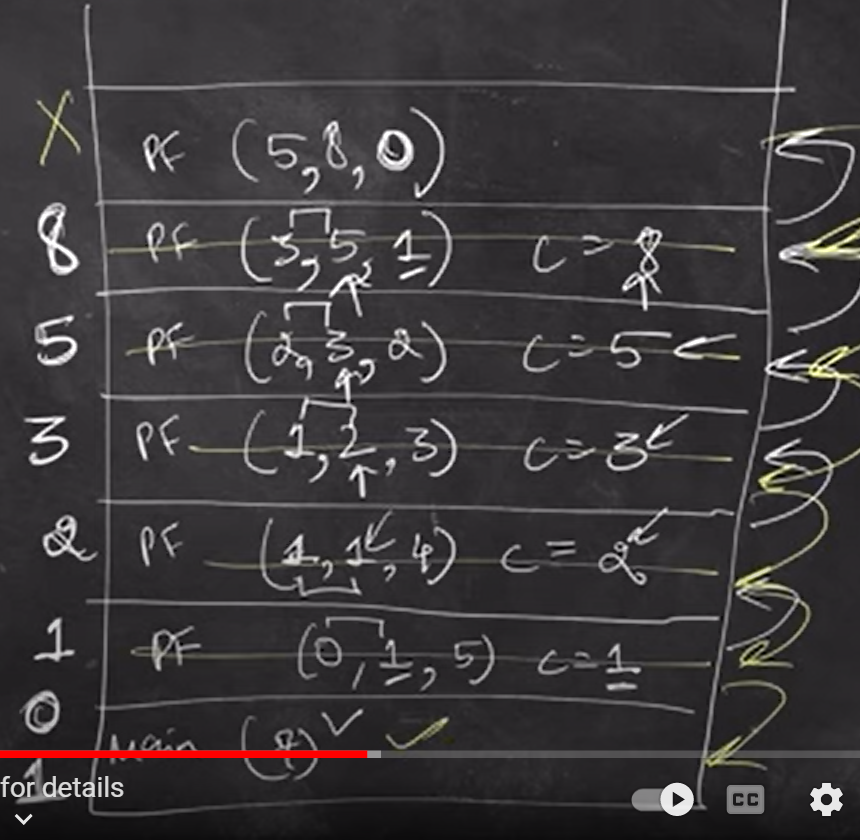 X PF (5,8,0)
8 PF (3,5,1) C=8
5 PF (2,3,2) C=5
3 PF (1,2,3) C=3
2 PF (1,1,4) C=2
1 PF (0,1,5) C=1
0
1 Main
for details
CC